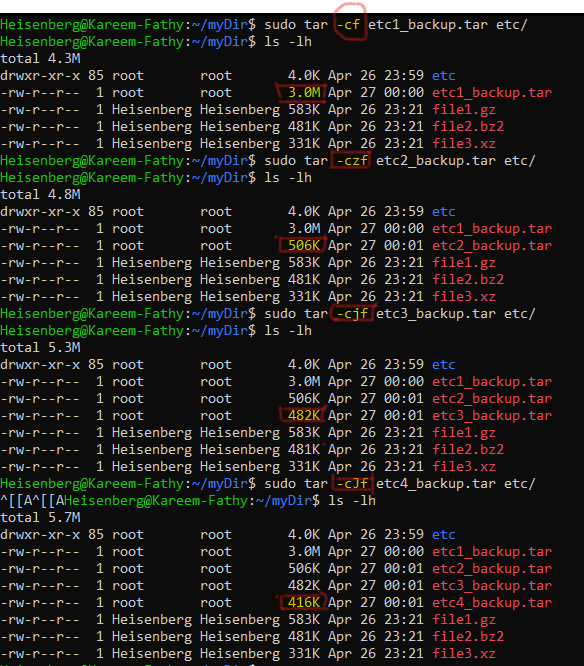 Heisenberg@Kareem-Fathy:~/myDir$ sudo tar -cf etc1_backup.tar etc/
Heisenberg@Kareem-Fathy:~/myDir$ ls -lh
total 4.3M
drwxr-xr-x 85 root       root       4.0K Apr 26 23:59 etc
-rw-r--r--  1 root       root       3.0M Apr 27 00:00 etc1_backup.tar
-rw-r--r--  1 Heisenberg Heisenberg 583K Apr 26 23:21 file1.gz
-rw-r--r--  1 Heisenberg Heisenberg 481K Apr 26 23:21 file2.bz2
-rw-r--r--  1 Heisenberg Heisenberg 331K Apr 26 23:21 file3.xz
Heisenberg@Kareem-Fathy:~/myDir$ sudo tar -czf etc2_backup.tar etc/
Heisenberg@Kareem-Fathy:~/myDir$ ls -lh
total 4.8M
drwxr-xr-x 85 root       root       4.0K Apr 26 23:59 etc
-rw-r--r--  1 root       root       3.0M Apr 27 00:00 etc1_backup.tar
-rw-r--r--  1 root       root       506K Apr 27 00:01 etc2_backup.tar
-rw-r--r--  1 Heisenberg Heisenberg 583K Apr 26 23:21 file1.gz
-rw-r--r--  1 Heisenberg Heisenberg 481K Apr 26 23:21 file2.bz2
-rw-r--r--  1 Heisenberg Heisenberg 331K Apr 26 23:21 file3.xz
Heisenberg@Kareem-Fathy:~/myDir$ sudo tar -cjf etc3_backup.tar etc/
Heisenberg@Kareem-Fathy:~/myDir$ ls -lh
total 5.3M
drwxr-xr-x 85 root       root       4.0K Apr 26 23:59 etc
-rw-r--r--  1 root       root       3.0M Apr 27 00:00 etc1_backup.tar
-rw-r--r--  1 root       root       506K Apr 27 00:01 etc2_backup.tar
-rw-r--r--  1 root       root       482K Apr 27 00:01 etc3_backup.tar
-rw-r--r--  1 Heisenberg Heisenberg 583K Apr 26 23:21 file1.gz
-rw-r--r--  1 Heisenberg Heisenberg 481K Apr 26 23:21 file2.bz2
-rw-r--r--  1 Heisenberg Heisenberg 331K Apr 26 23:21 file3.xz
Heisenberg@Kareem-Fathy:~/myDir$ sudo tar -cJf etc4_backup.tar etc/
^[[A^[[AHeisenberg@Kareem-Fathy:~/myDir$ ls -lh
total 5.7M
drwxr-xr-x 85 root       root       4.0K Apr 26 23:59 etc
-rw-r--r--  1 root       root       3.0M Apr 27 00:00 etc1_backup.tar
-rw-r--r--  1 root       root       506K Apr 27 00:01 etc2_backup.tar
-rw-r--r--  1 root       root       482K Apr 27 00:01 etc3_backup.tar
-rw-r--r--  1 root       root       416K Apr 27 00:01 etc4_backup.tar
-rw-r--r--  1 Heisenberg Heisenberg 583K Apr 26 23:21 file1.gz
-rw-r--r--  1 Heisenberg Heisenberg 481K Apr 26 23:21 file2.bz2
-rw-r--r--  1 Heisenberg Heisenberg 331K Apr 26 23:21 file3.xz